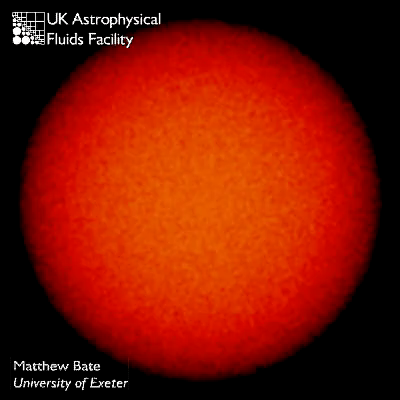 UK Astrophysical
Fluids Facility
Matthew Bate
University of Exeter